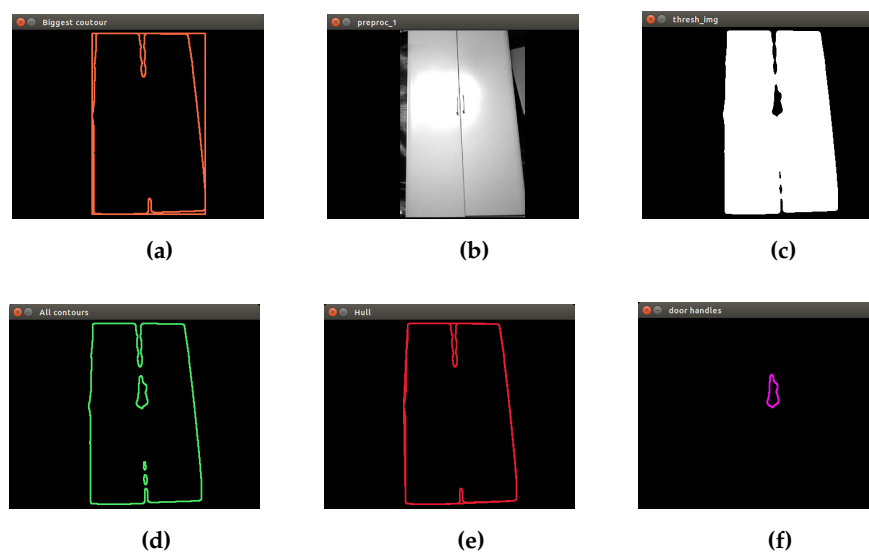 Biggest coutour
preproc_1
thresh_img
(a)
(b)
(c)
All contours
Hull
door handles
(d)
(e)
(f)